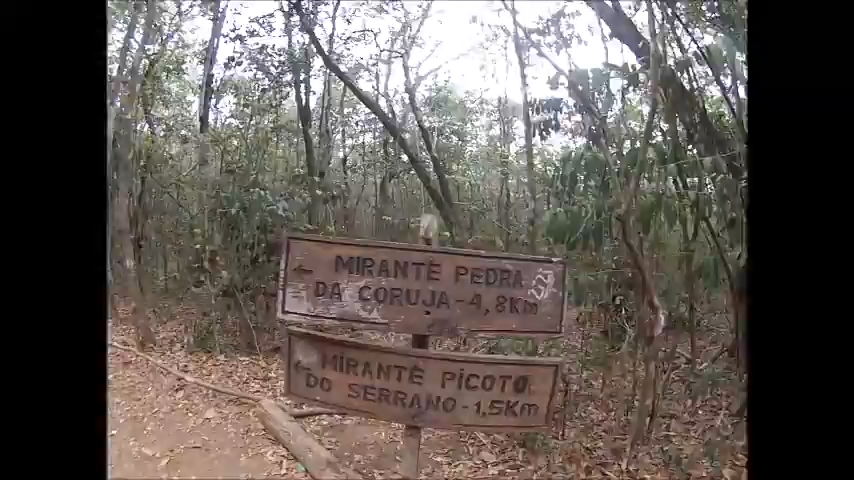 ← MIRANTE PEDRA
DA CORUJA - 4,8Km
← MIRANTE PICOTO
DO SERRANO - 1,5Km